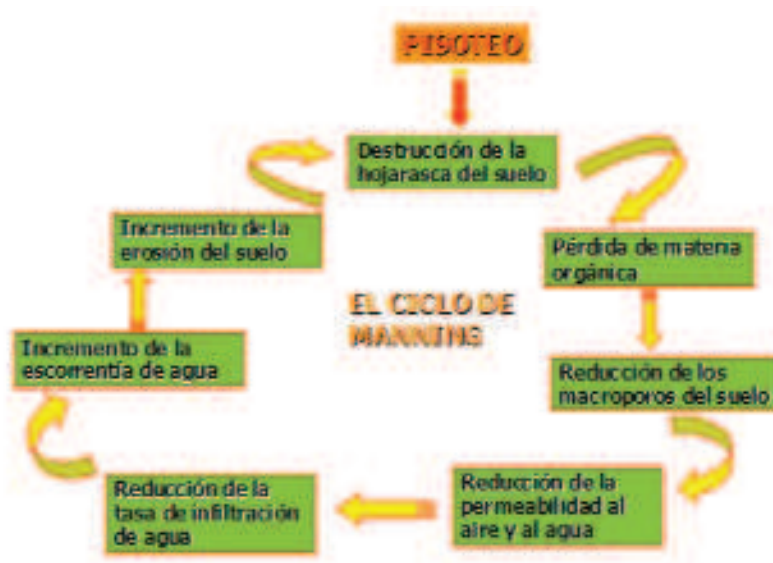 PISOTEO
Destrucción de la
hojarasca del suelo
Pérdida de materia
orgánica
Reducción de los
macroporos del suelo
Reducción de la
permeabilidad al
aire y al agua
Reducción de la
tasa de infiltración
de agua
Incremento de la
escorrentía de agua
Incremento de la
erosión del suelo
EL CICLO DE
MANNING